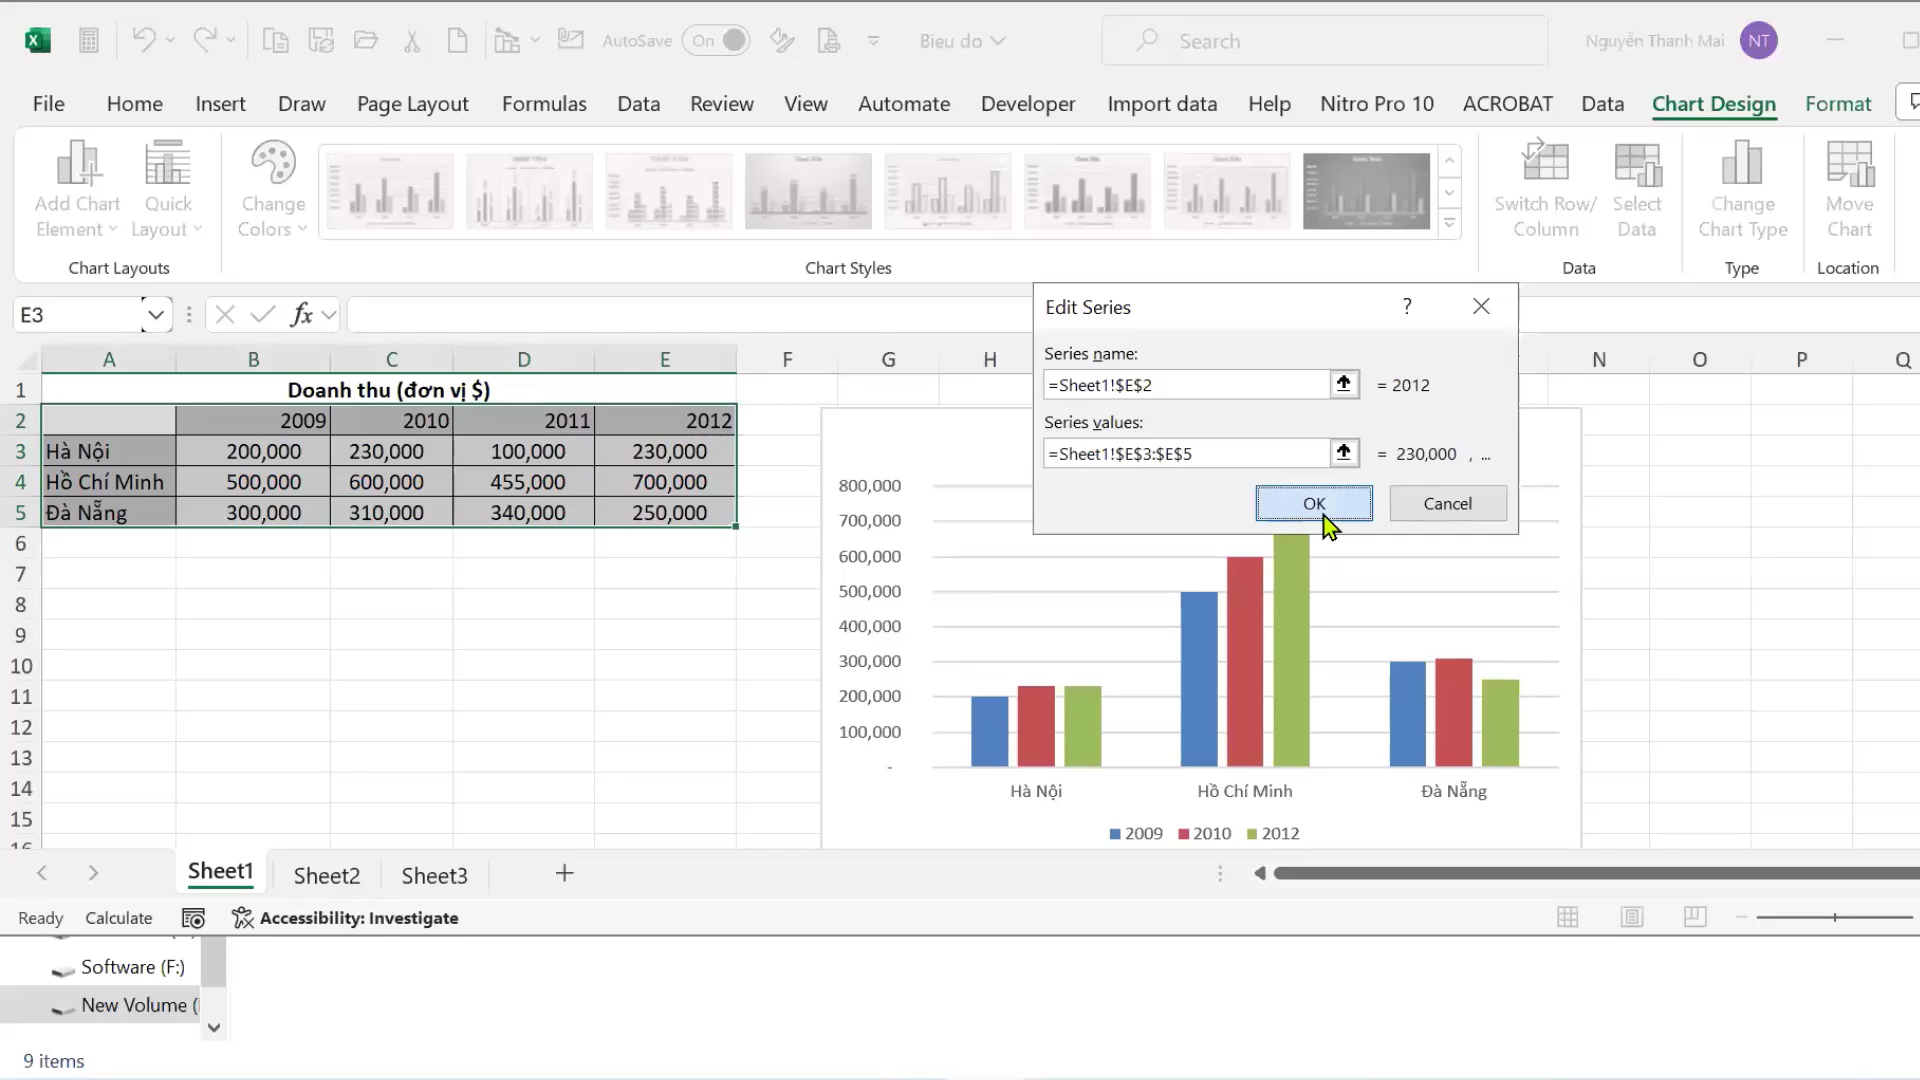 AutoSave On Bieu do Search Nguyễn Thanh Mai NT
File Home Insert Draw Page Layout Formulas Data Review View Automate Developer Import data Help Nitro Pro 10 ACROBAT Data Chart Design Format
Add Chart Element
Quick Layout
Change Colors
Switch Row/ Column
Select Data
Change Chart Type
Move Chart
Chart Layouts Chart Styles Data Type Location
E3 fx
Edit Series ?
Series name:
=Sheet1!$E$2 = 2012
Series values:
=Sheet1!$E$3:$E$5 = 230,000 , ...
OK Cancel
A B C D E F G H N O P Q
1 Doanh thu (đơn vị $)
2 2009 2010 2011 2012
3 Hà Nội 200,000 230,000 100,000 230,000
4 Hồ Chí Minh 500,000 600,000 455,000 700,000
5 Đà Nẵng 300,000 310,000 340,000 250,000
6
7
8
9
10
11
12
13
14
15
16
800,000
700,000
600,000
500,000
400,000
300,000
200,000
100,000
-
Hà Nội Hồ Chí Minh Đà Nẵng
2009 2010 2012
Sheet1 Sheet2 Sheet3
Ready Calculate Accessibility: Investigate
Software (F:)
New Volume (
9 items